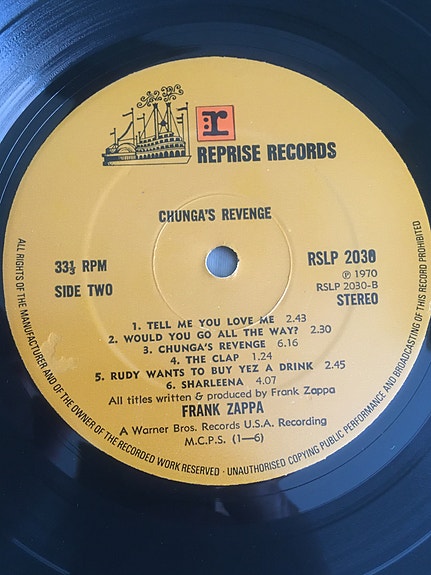 r
REPRISE RECORDS
CHUNGA'S REVENGE
33⅓ RPM
SIDE TWO
RSLP 2030
℗ 1970
RSLP 2030-B
STEREO
1. TELL ME YOU LOVE ME 2.43
2. WOULD YOU GO ALL THE WAY? 2.30
3. CHUNGA'S REVENGE 6.16
4. THE CLAP 1.24
5. RUDY WANTS TO BUY YEZ A DRINK 2.45
6. SHARLEENA 4.07
All titles written & produced by Frank Zappa
FRANK ZAPPA
A Warner Bros. Records U.S.A. Recording
M.C.P.S. (1—6)
ALL RIGHTS OF THE MANUFACTURER AND OF THE OWNER OF THE RECORDED WORK RESERVED · UNAUTHORISED COPYING PUBLIC PERFORMANCE AND BROADCASTING OF THIS RECORD PROHIBITED